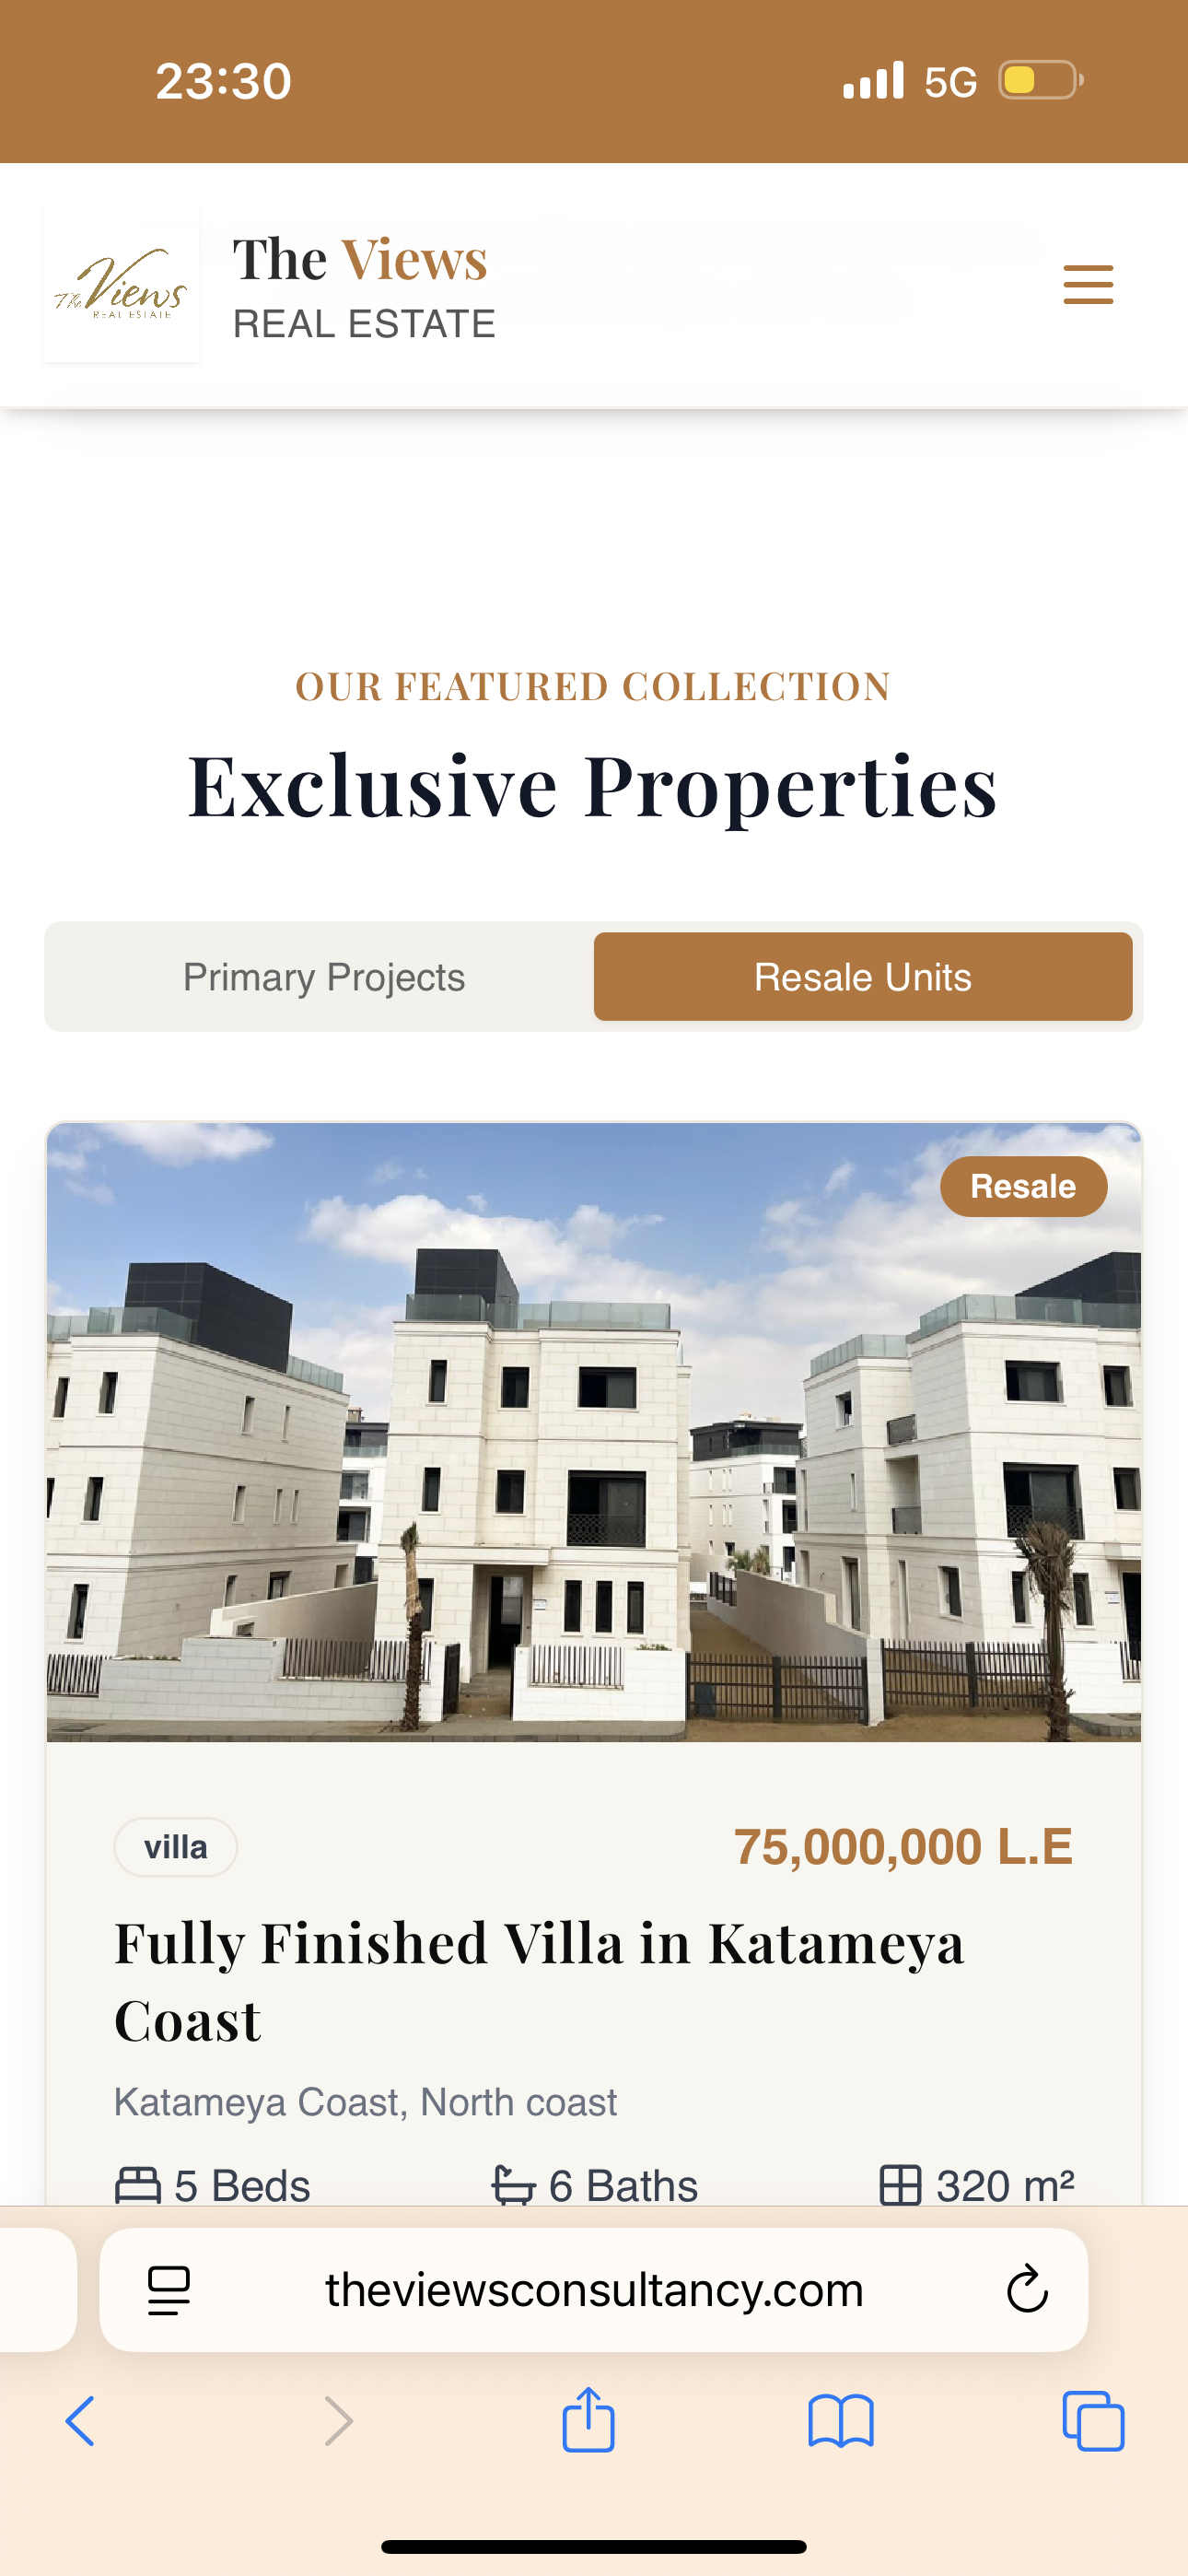 23:30
5G
The Views
REAL ESTATE
The Views
REAL ESTATE
OUR FEATURED COLLECTION
Exclusive Properties
Primary Projects
Resale Units
Resale
villa
75,000,000 L.E
Fully Finished Villa in Katameya
Coast
Katameya Coast, North coast
5 Beds
6 Baths
320 m²
theviewsconsultancy.com